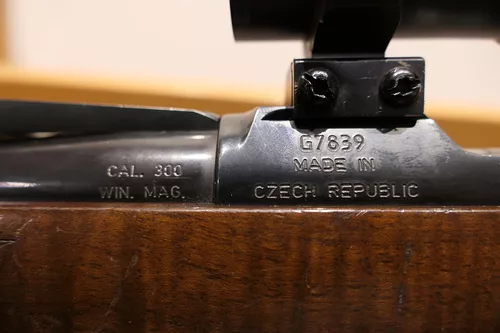 CAL. 300
WIN. MAG.
G7839
MADE IN
CZECH REPUBLIC